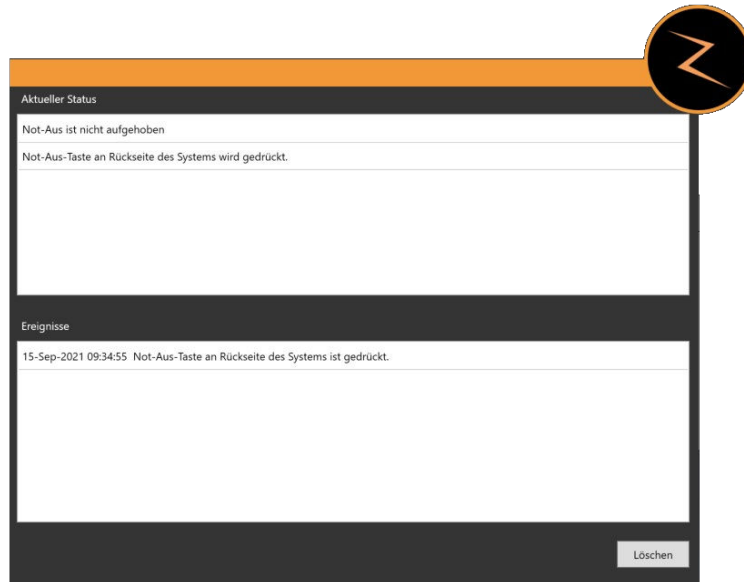 Aktueller Status
Not-Aus ist nicht aufgehoben
Not-Aus-Taste an Rückseite des Systems wird gedrückt.
Ereignisse
15-Sep-2021 09:34:55 Not-Aus-Taste an Rückseite des Systems ist gedrückt.
Löschen